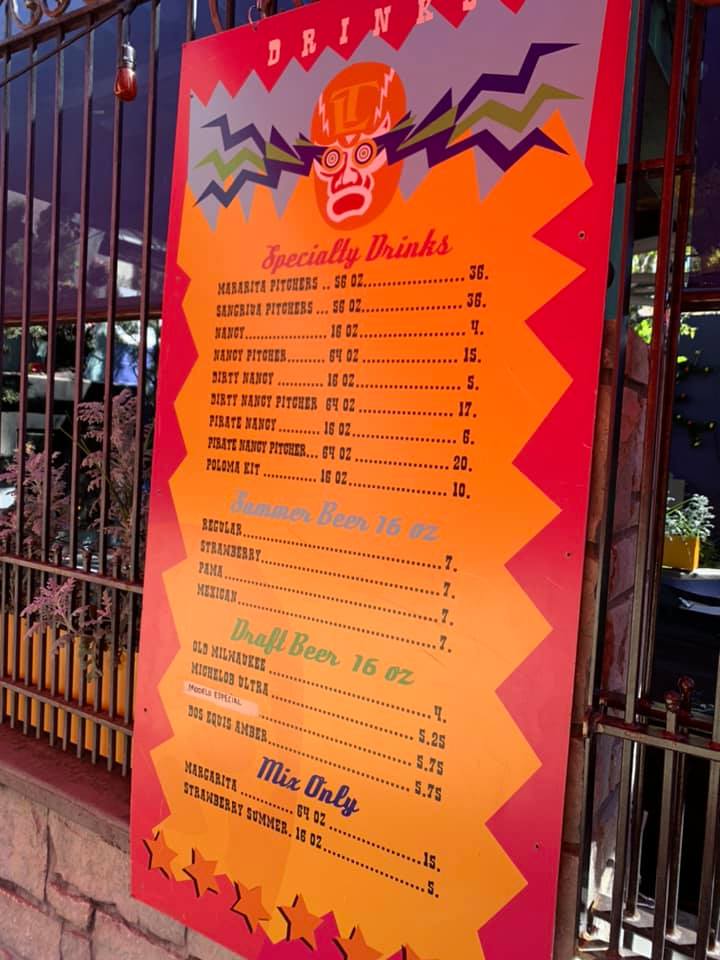 DRINKS
LT
Specialty Drinks
MARARITA PITCHERS .. 56 OZ........................ 36.
SANGRIDA PITCHERS ... 56 OZ........................ 36.
NANCY..................... 16 OZ ........................... 4.
NANCY PITCHER......... 64 OZ ........................... 15.
DIRTY NANCY ........... 16 OZ ........................... 5.
DIRTY NANCY PITCHER 64 OZ ........................... 17.
PIRATE NANCY.......... 16 OZ ........................... 6.
PIRATE NANCY PITCHER... 64 OZ ........................ 20.
POLOMA KIT ............. 16 OZ ........................ 10.
Summer Beer 16 oz
REGULAR................................................ 7.
STRAWBERRY........................................... 7.
PAMA.................................................... 7.
MEXICAN................................................ 7.
Draft Beer 16 oz
OLD MILWAUKEE ....................................... 4.
MICHELOB ULTRA .................................... 5.25
MODELO ESPECIAL .................................... 5.75
DOS EQUIS AMBER.................................... 5.75
Mix Only
MARGARITA ............ 64 OZ ........................ 15.
STRAWBERRY SUMMER. 16 OZ........................ 5.